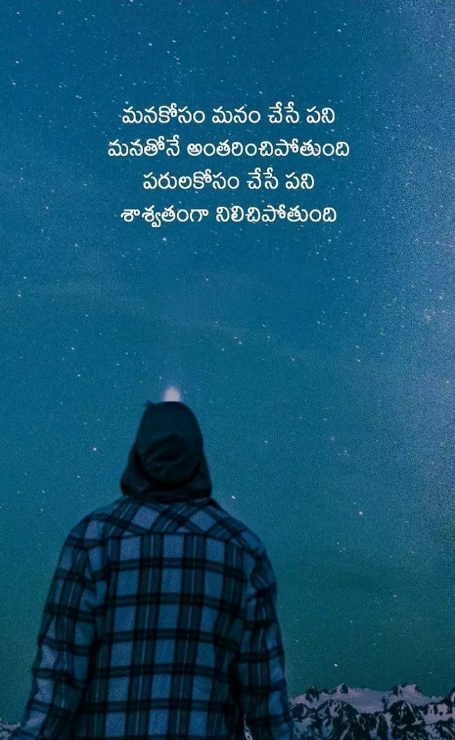 మనకోసం మనం చేసే పని
మనతోనే అంతరించిపోతుంది
పరులకోసం చేసే పని
శాశ్వతంగా నిలిచిపోతుంది